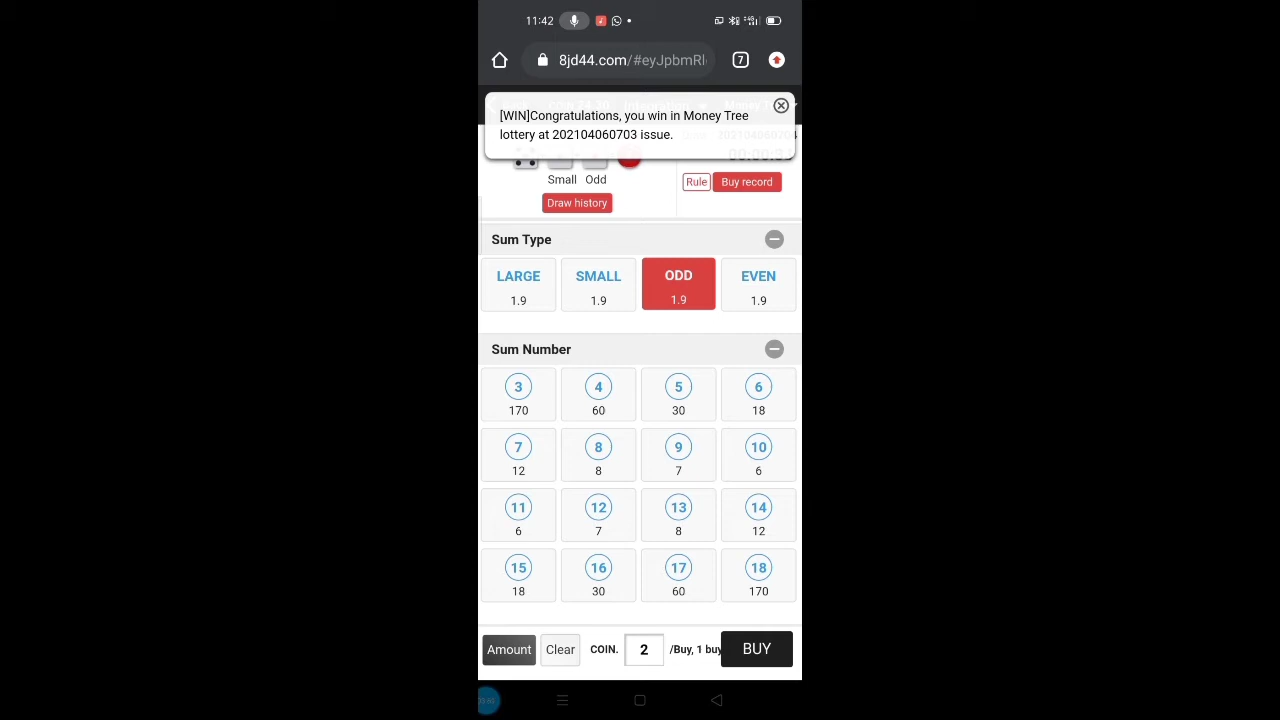 11:42
7
8jd44.com/#eyJpbmRl
[WIN]Congratulations, you win in Money Tree
lottery at 202104060703 issue.
Small Odd
Rule Buy record
Draw history
Sum Type
LARGE SMALL ODD EVEN
1.9 1.9 1.9 1.9
Sum Number
3 4 5 6
170 60 30 18
7 8 9 10
12 8 7 6
11 12 13 14
6 7 8 12
15 16 17 18
18 30 60 170
Amount Clear COIN. 2 /Buy, 1 buy BUY